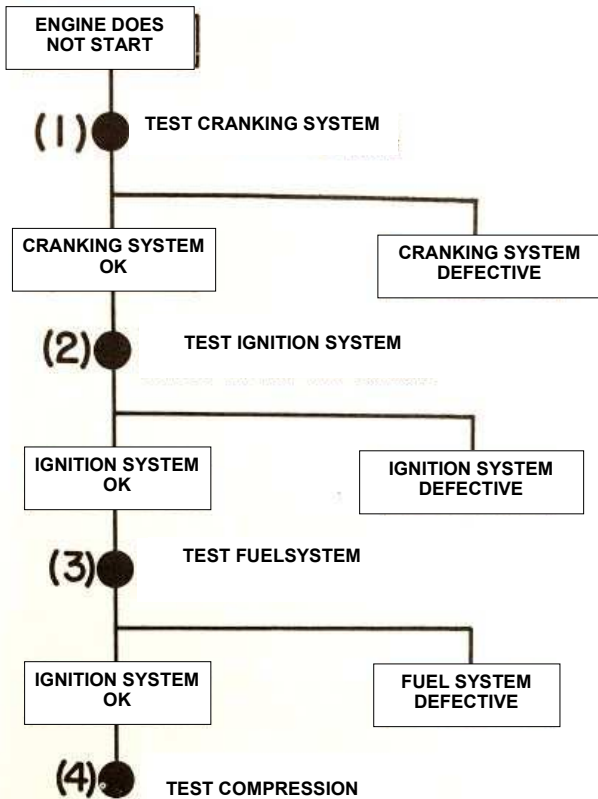 ENGINE DOES
NOT START
(1) TEST CRANKING SYSTEM
CRANKING SYSTEM
OK
CRANKING SYSTEM
DEFECTIVE
(2) TEST IGNITION SYSTEM
IGNITION SYSTEM
OK
IGNITION SYSTEM
DEFECTIVE
(3) TEST FUELSYSTEM
IGNITION SYSTEM
OK
FUEL SYSTEM
DEFECTIVE
(4) TEST COMPRESSION